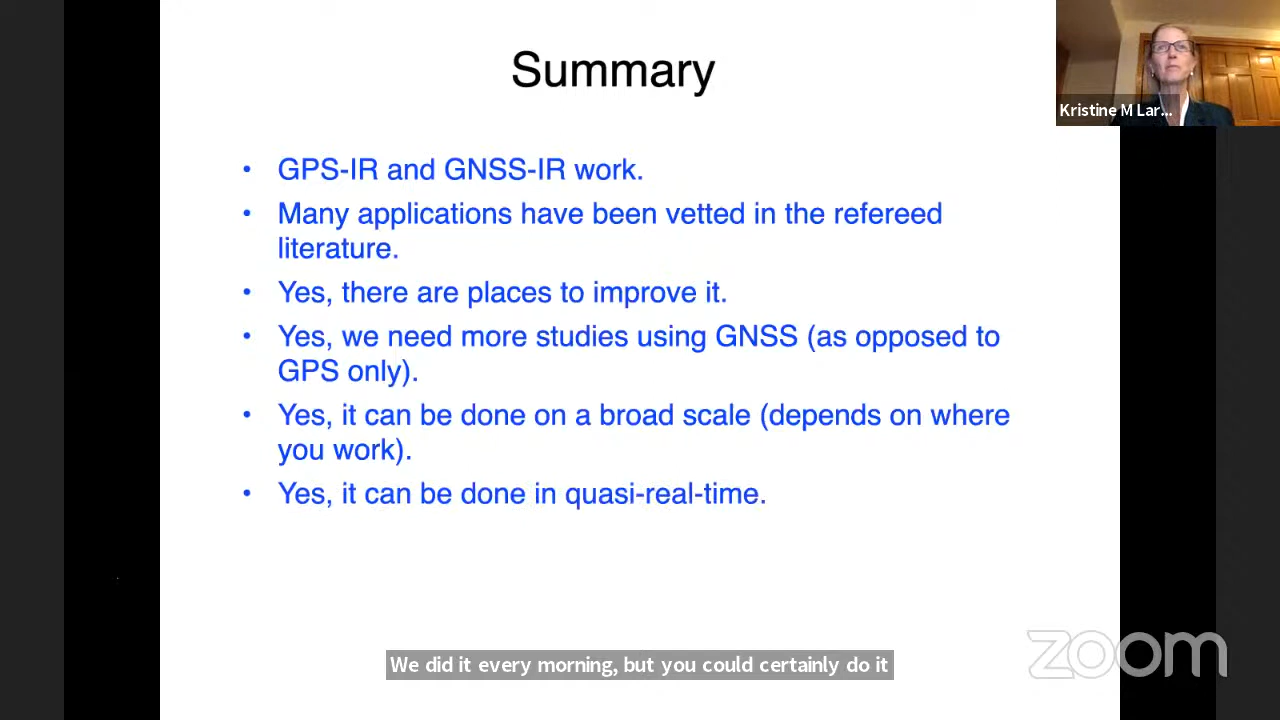 Summary
Kristine M Lar...
• GPS-IR and GNSS-IR work.
• Many applications have been vetted in the refereed
literature.
• Yes, there are places to improve it.
• Yes, we need more studies using GNSS (as opposed to
GPS only).
• Yes, it can be done on a broad scale (depends on where
you work).
• Yes, it can be done in quasi-real-time.
We did it every morning, but you could certainly do it
zoom